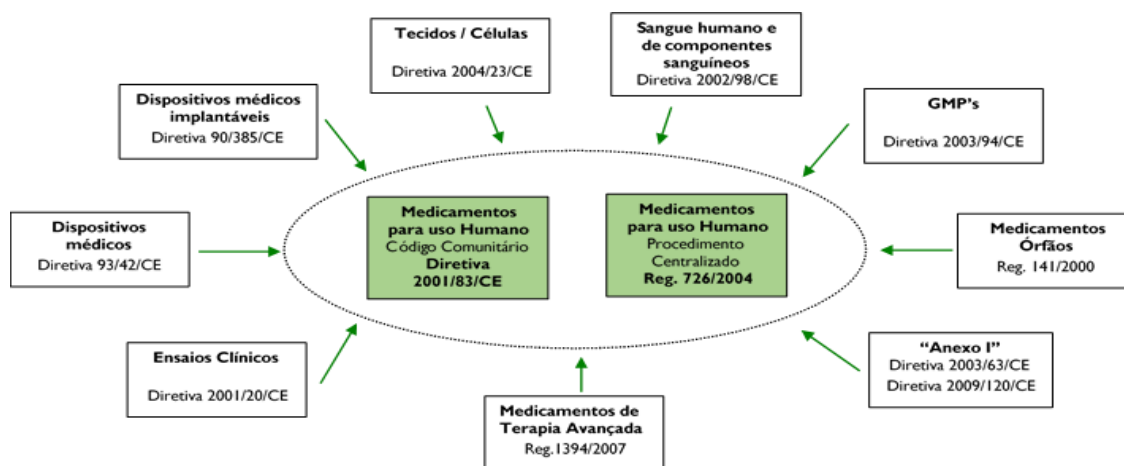 Tecidos / Células
Diretiva 2004/23/CE
Sangue humano e
de componentes
sanguíneos
Diretiva 2002/98/CE
Dispositivos médicos
implantáveis
Diretiva 90/385/CE
GMP's
Diretiva 2003/94/CE
Medicamentos
para uso Humano
Código Comunitário
Diretiva
2001/83/CE
Medicamentos
para uso Humano
Procedimento
Centralizado
Reg. 726/2004
Dispositivos
médicos
Diretiva 93/42/CE
Medicamentos
Órfãos
Reg. 141/2000
Ensaios Clínicos
Diretiva 2001/20/CE
“Anexo I”
Diretiva 2003/63/CE
Diretiva 2009/120/CE
Medicamentos de
Terapia Avançada
Reg.1394/2007